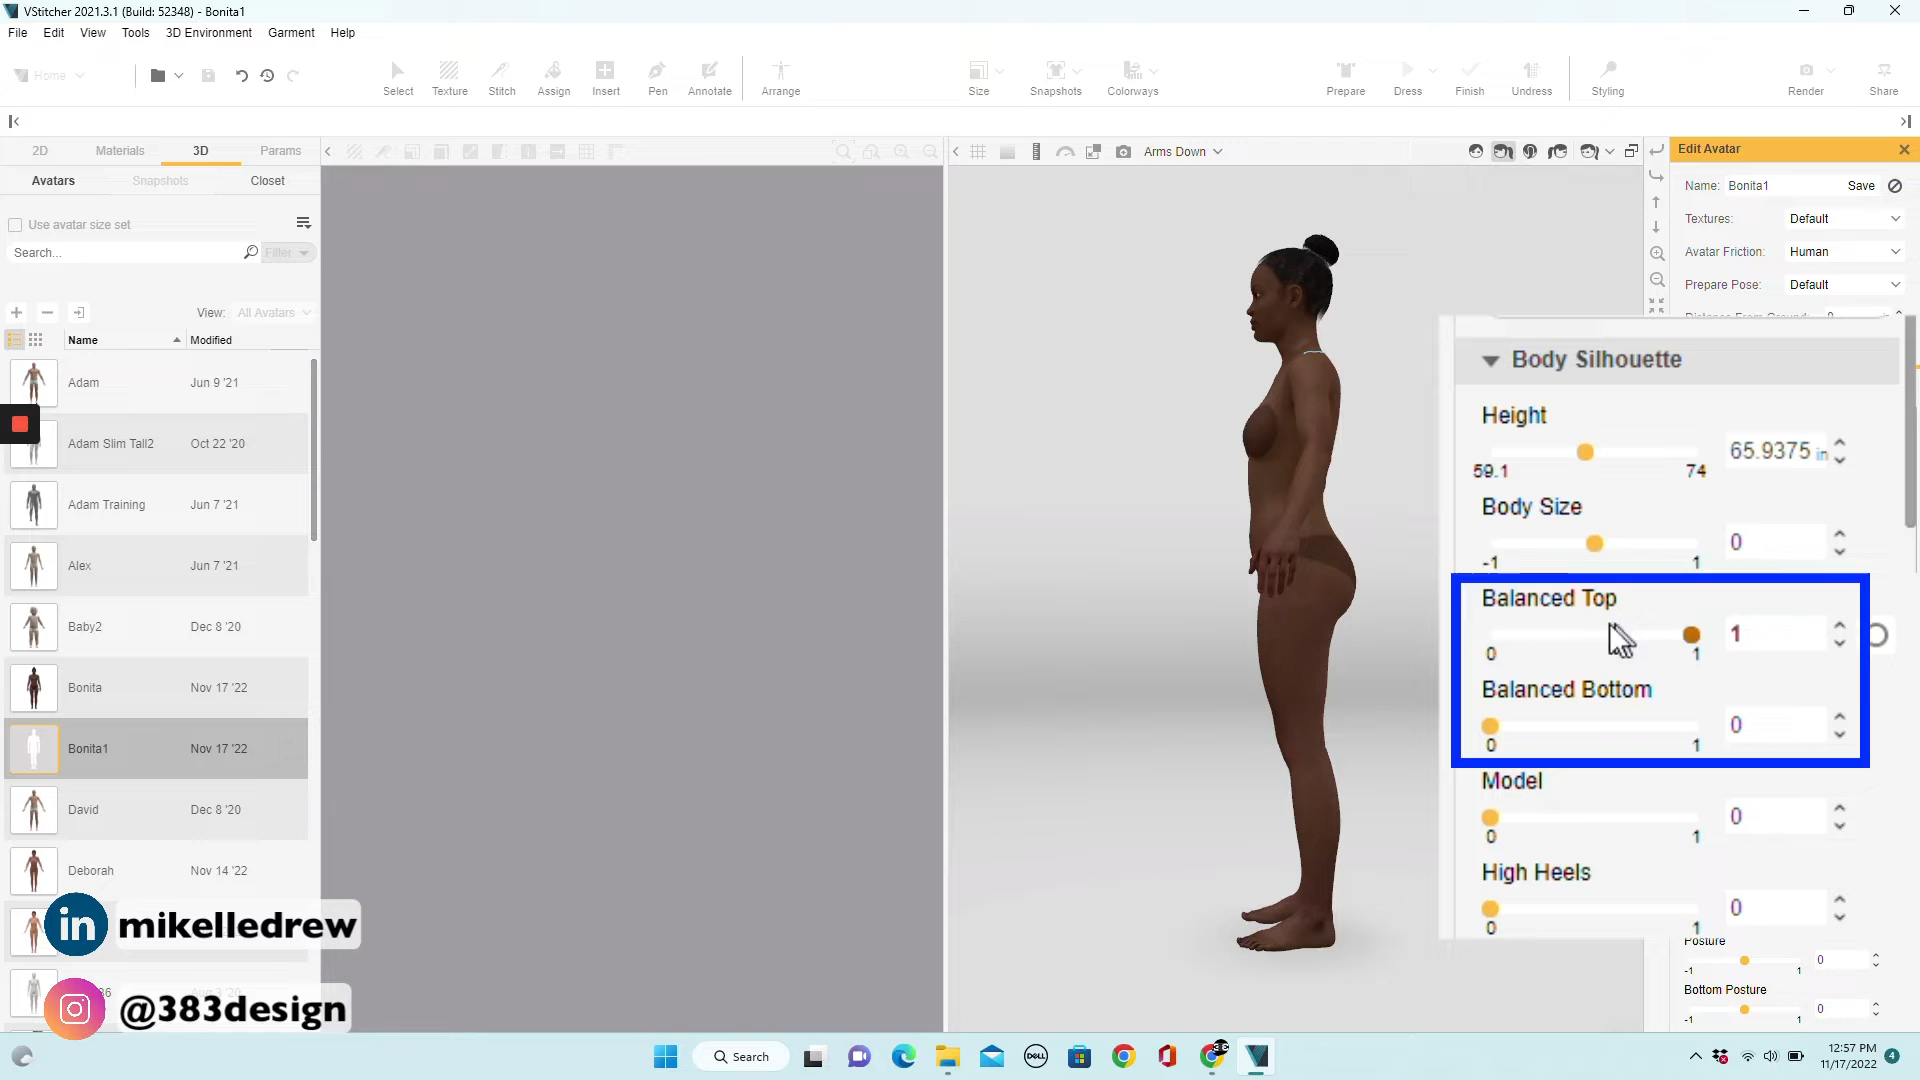 VStitcher 2021.3.1 (Build: 52348) - Bonita1
File Edit View Tools 3D Environment Garment Help
Home Select Texture Stitch Assign Insert Pen Annotate Arrange Size Snapshots Colorways Prepare Dress Finish Undress Styling Render Share
2D Materials 3D Params
Arms Down
Edit Avatar
Avatars Snapshots Closet
Name: Bonita1 Save
Use avatar size set
Textures: Default
Search... Filter
Avatar Friction: Human
Prepare Pose: Default
View: All Avatars
Distance From Ground: 0
Name Modified
Adam Jun 9 '21
Adam Slim Tall2 Oct 22 '20
Adam Training Jun 7 '21
Alex Jun 7 '21
Baby2 Dec 8 '20
Bonita Nov 17 '22
Bonita1 Nov 17 '22
David Dec 8 '20
Deborah Nov 14 '22
Body Silhouette
Height
65.9375 in
59.1 74
Body Size
0
-1 1
Balanced Top
1
0 1
Balanced Bottom
0
0 1
Model
0
0 1
High Heels
0
0 1
Posture
0
-1 1
Bottom Posture
0
-1 1
in mikelledrew
@383design
Search
DELL
12:57 PM
11/17/2022
4